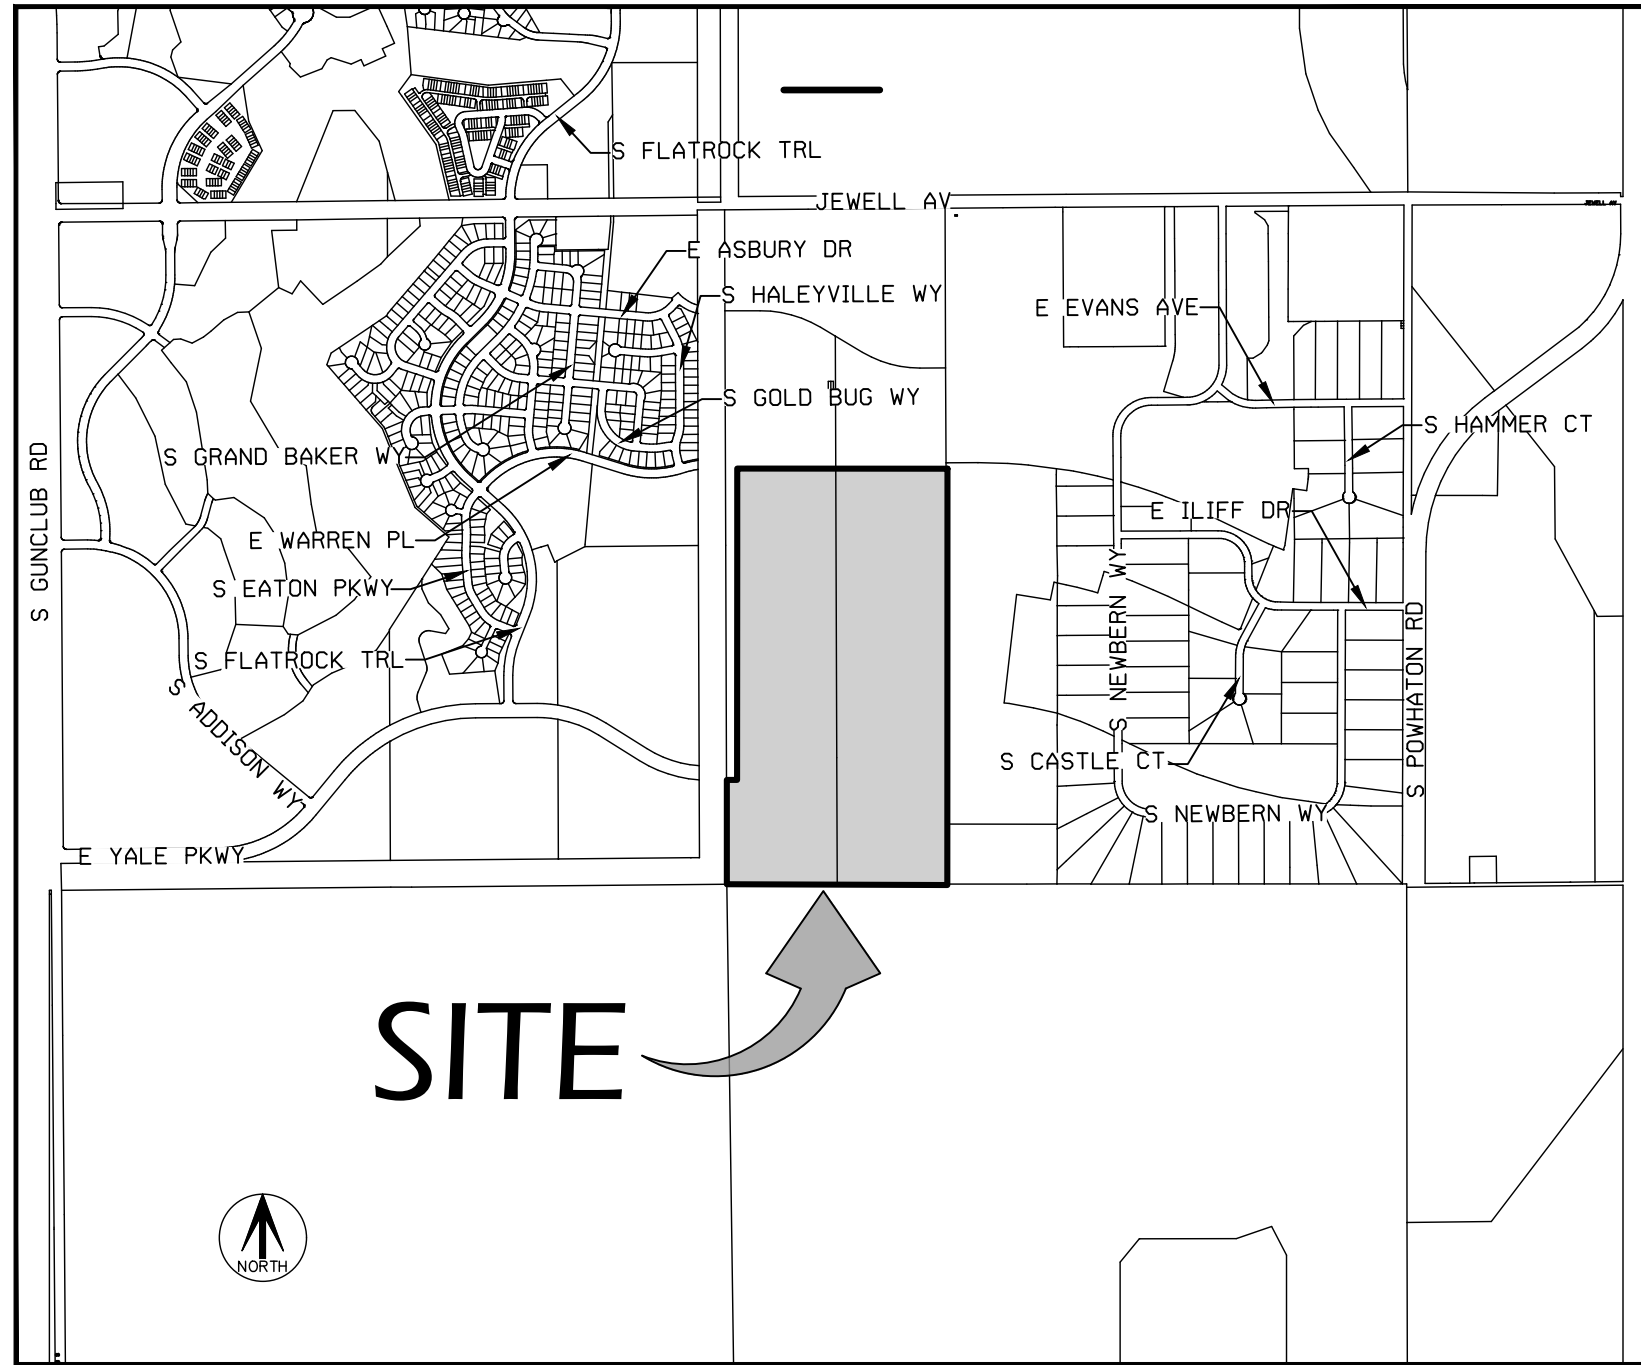 S FLATROCK TRL
JEWELL AV
JEWELL AV
E ASBURY DR
S HALEYVILLE WY
E EVANS AVE
S GOLD BUG WY
S HAMMER CT
S GRAND BAKER WY
S GUNCLUB RD
E ILIFF DR
E WARREN PL
S EATON PKWY
S NEWBERN WY
S POWHATON RD
S FLATROCK TRL
S ADDISON WY
S CASTLE CT
S NEWBERN WY
E YALE PKWY
SITE
NORTH